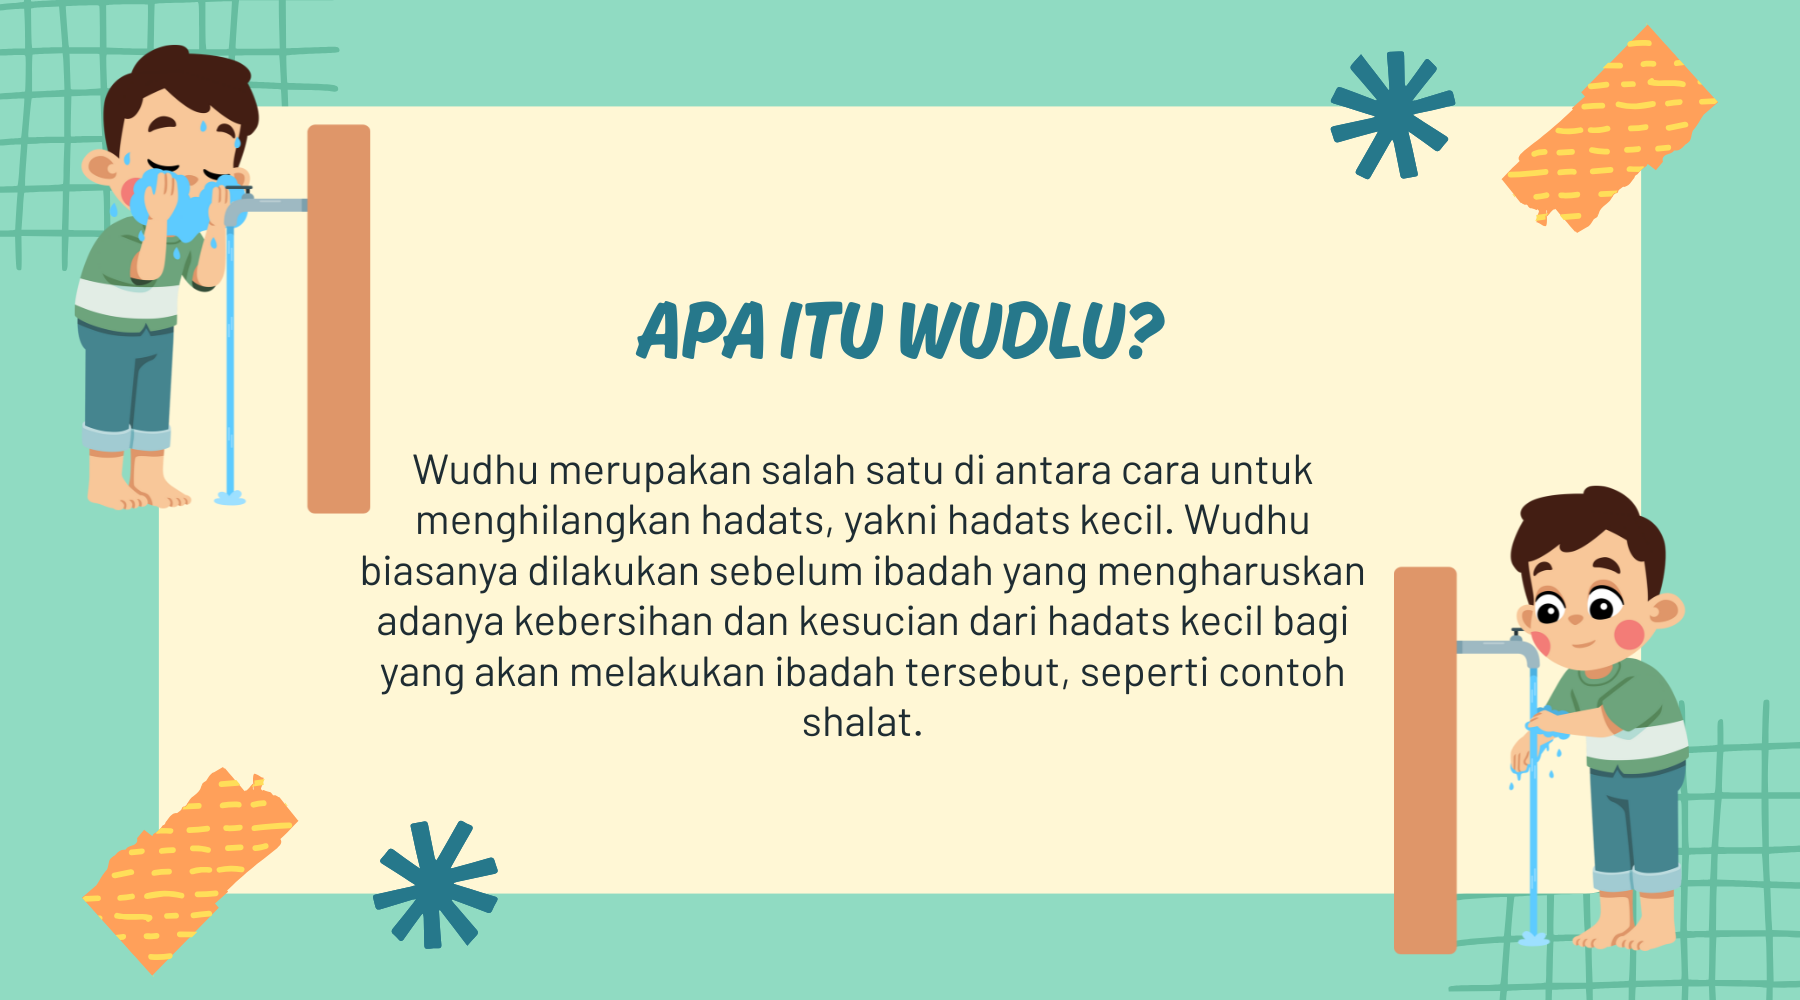 APA ITU WUDLU?
Wudhu merupakan salah satu di antara cara untuk
menghilangkan hadats, yakni hadats kecil. Wudhu
biasanya dilakukan sebelum ibadah yang mengharuskan
adanya kebersihan dan kesucian dari hadats kecil bagi
yang akan melakukan ibadah tersebut, seperti contoh
shalat.